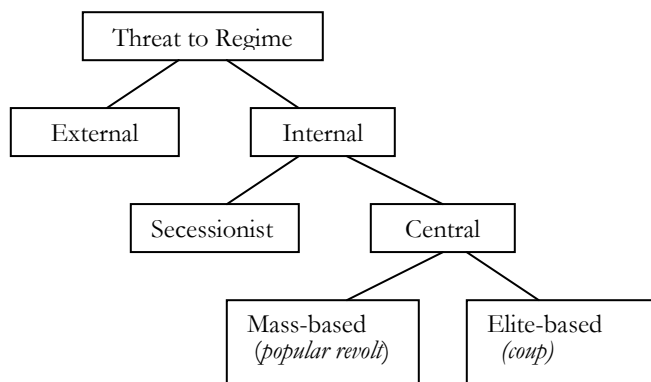 Threat to Regime
External
Internal
Secessionist
Central
Mass-based
(popular revolt)
Elite-based
(coup)